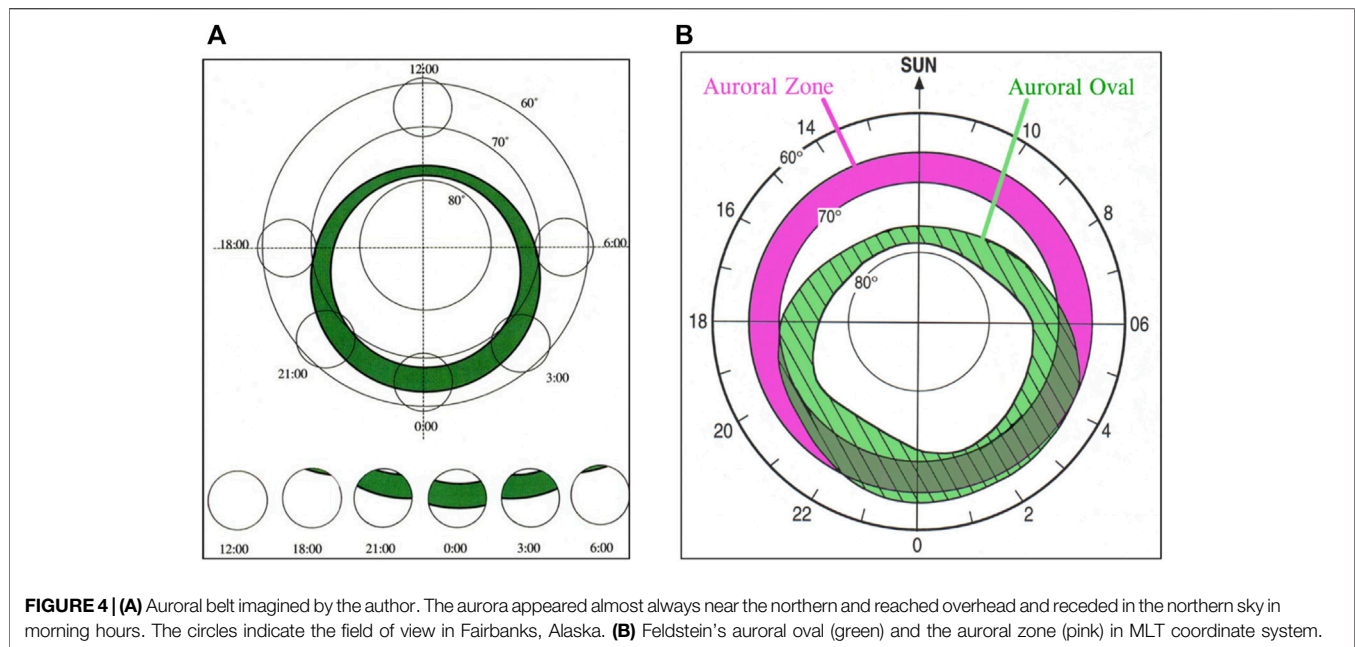 A
12:00
60°
70°
80°
18:00
6:00
21:00
3:00
0:00
12:00 18:00 21:00 0:00 3:00 6:00
B
SUN
Auroral Zone Auroral Oval
14 10
60°
16 8
70°
80°
18 06
20 4
22 2
0
FIGURE 4 | (A) Auroral belt imagined by the author. The aurora appeared almost always near the northern and reached overhead and receded in the northern sky in
morning hours. The circles indicate the field of view in Fairbanks, Alaska. (B) Feldstein's auroral oval (green) and the auroral zone (pink) in MLT coordinate system.